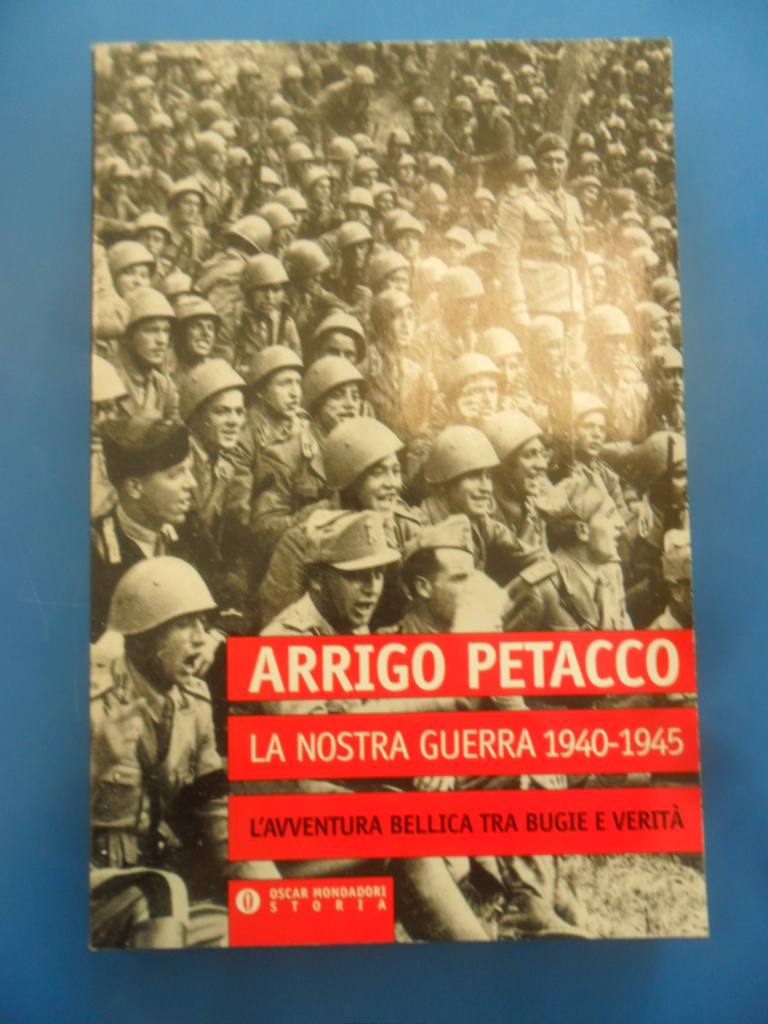 ARRIGO PETACCO
LA NOSTRA GUERRA 1940-1945
L'AVVENTURA BELLICA TRA BUGIE E VERITÀ
OSCAR MONDADORI
STORIA